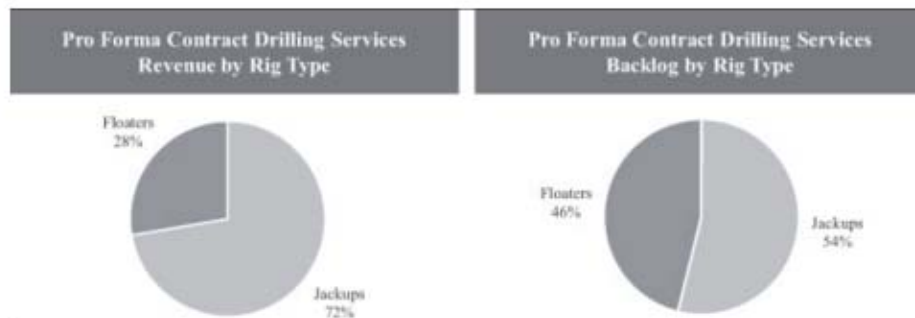 Pro Forma Contract Drilling Services
Revenue by Rig Type
Floaters
28%
Jackups
72%
Pro Forma Contract Drilling Services
Backlog by Rig Type
Floaters
46%
Jackups
54%